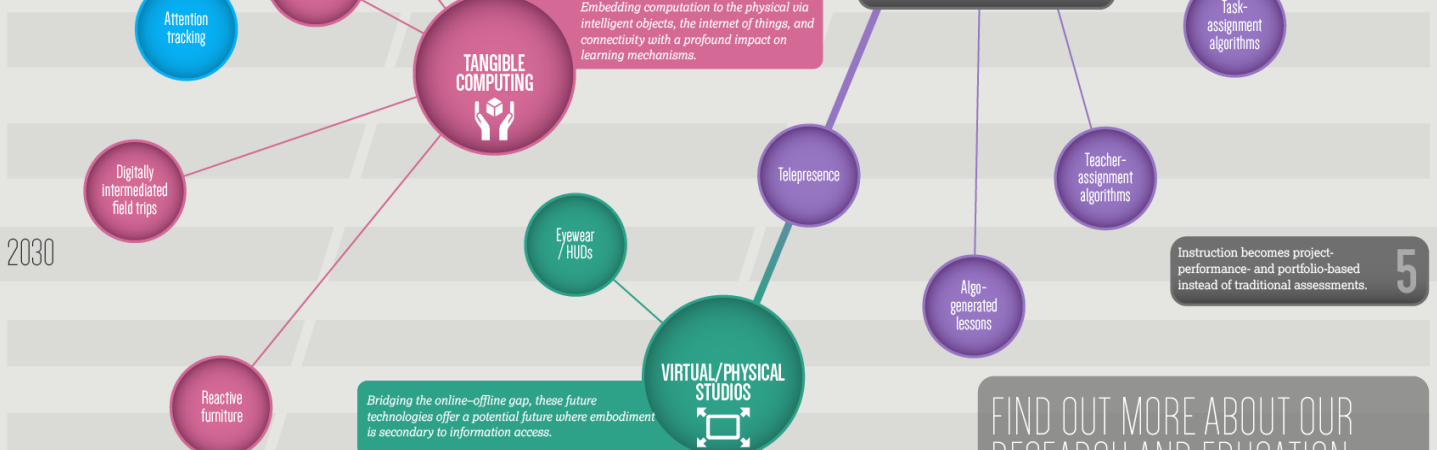 Attention
tracking
TANGIBLE
COMPUTING
Embedding computation to the physical via
intelligent objects, the internet of things, and
connectivity with a profound impact on
learning mechanisms.
Task-
assignment
algorithms
Digitally
intermediated
field trips
Telepresence
Teacher-
assignment
algorithms
2030
Eyewear
/ HUDs
Instruction becomes project-
performance- and portfolio-based
instead of traditional assessments.
5
Algo-
generated
lessons
Reactive
furniture
VIRTUAL/PHYSICAL
STUDIOS
Bridging the online–offline gap, these future
technologies offer a potential future where embodiment
is secondary to information access.
FIND OUT MORE ABOUT OUR
RESEARCH AND EDUCATION